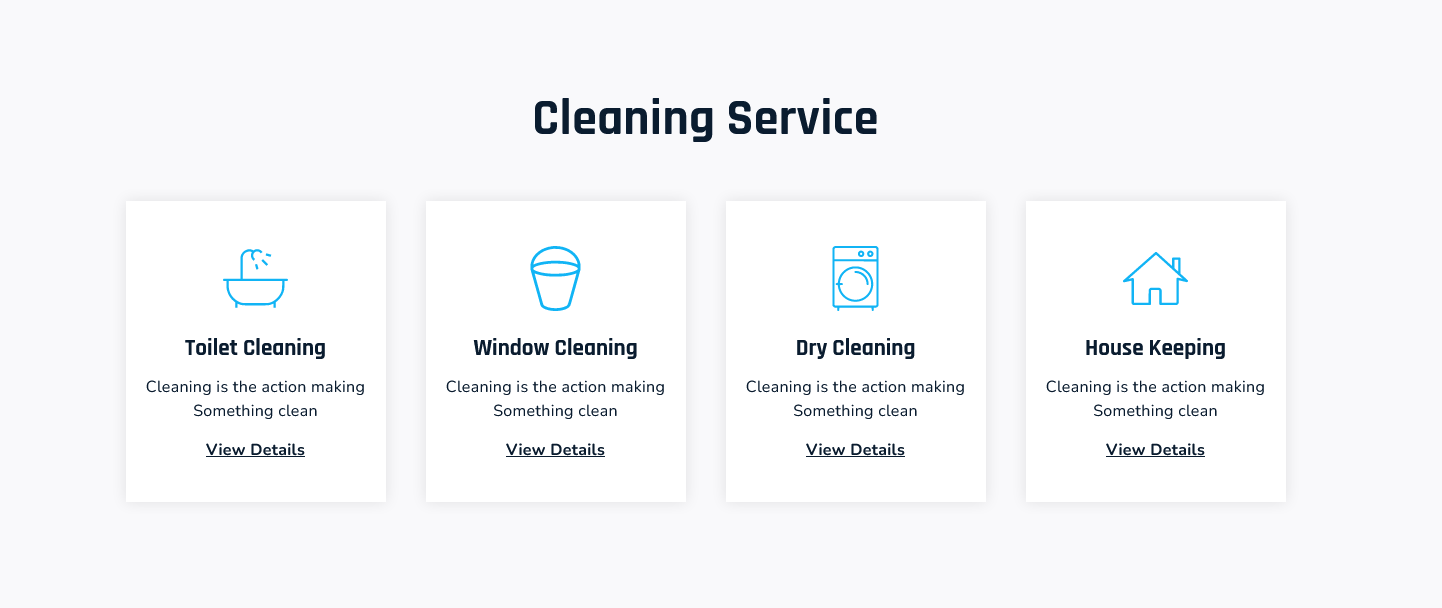 Cleaning Service
Toilet Cleaning
Cleaning is the action making
Something clean
View Details
Window Cleaning
Cleaning is the action making
Something clean
View Details
Dry Cleaning
Cleaning is the action making
Something clean
View Details
House Keeping
Cleaning is the action making
Something clean
View Details